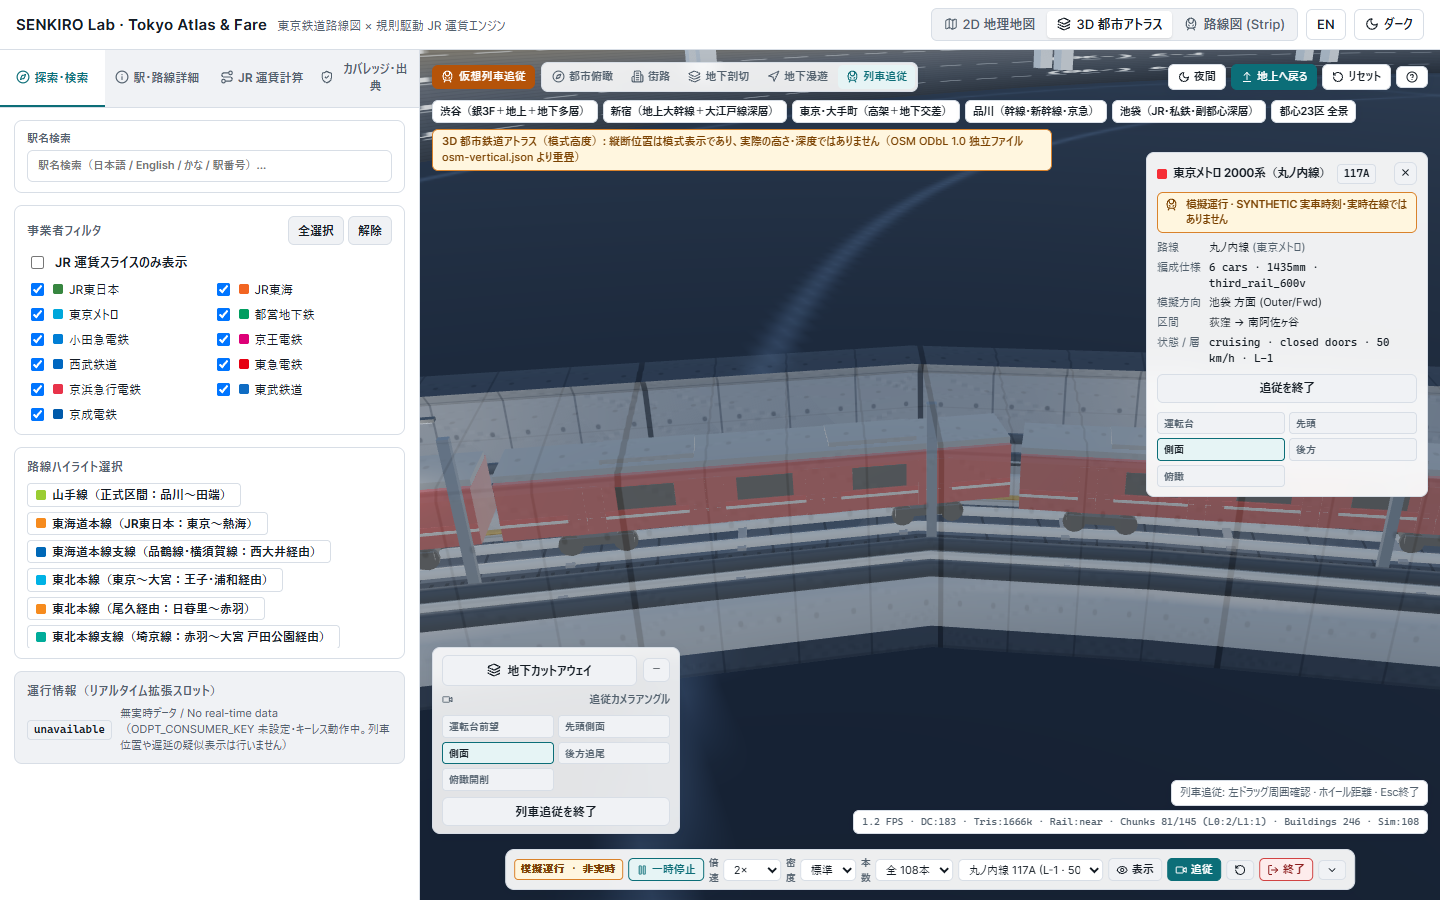 SENKIRO Lab · Tokyo Atlas & Fare 東京鉄道路線図 × 規則駆動 JR 運賃エンジン
2D 地理地図 3D 都市アトラス 路線図 (Strip) EN ダーク
探索・検索 駅・路線詳細 JR 運賃計算 カバレッジ・出典
駅名検索
駅名検索（日本語 / English / かな / 駅番号）...
事業者フィルタ 全選択 解除
JR 運賃スライスのみ表示
JR東日本 JR東海
東京メトロ 都営地下鉄
小田急電鉄 京王電鉄
西武鉄道 東急電鉄
京浜急行電鉄 東武鉄道
京成電鉄
路線ハイライト選択
山手線（正式区間：品川〜田端）
東海道本線（JR東日本：東京〜熱海）
東海道本線支線（品鶴線・横須賀線：西大井経由）
東北本線（東京〜大宮：王子・浦和経由）
東北本線（尾久経由：日暮里〜赤羽）
東北本線支線（埼京線：赤羽〜大宮 戸田公園経由）
運行情報（リアルタイム拡張スロット）
unavailable
無実時データ / No real-time data
（ODPT_CONSUMER_KEY 未設定・キーレス動作中。列車
位置や遅延の疑似表示は行いません）
仮想列車追従 都市俯瞰 街路 地下剖切 地下漫遊 列車追従
夜間 地上へ戻る リセット
渋谷（銀3F＋地上＋地下多層） 新宿（地上大幹線＋大江戸線深層） 東京・大手町（高架＋地下交差） 品川（幹線・新幹線・京急） 池袋（JR・私鉄・副都心深層） 都心23区 全景
3D 都市鉄道アトラス（模式高度）: 縦断位置は模式表示であり、実際の高さ・深度ではありません（OSM ODbL 1.0 独立ファイル
osm-vertical.json より重畳）
東京メトロ 2000系（丸ノ内線） 117A ×
模擬運行 · SYNTHETIC 実車時刻・実時在線では
ありません
路線 丸ノ内線 (東京メトロ)
編成仕様 6 cars · 1435mm ·
third_rail_600v
模擬方向 池袋 方面 (Outer/Fwd)
区間 荻窪 → 南阿佐ヶ谷
状態 / 層 cruising · closed doors · 50
km/h · L-1
追従を終了
運転台 先頭
側面 後方
俯瞰
地下カットアウェイ −
追従カメラアングル
運転台前望 先頭側面
側面 後方追尾
俯瞰開削
列車追従を終了
列車追従: 左ドラッグ周囲確認 · ホイール距離 · Esc終了
1.2 FPS · DC:183 · Tris:1666k · Rail:near · Chunks 81/145 (L0:2/L1:1) · Buildings 246 · Sim:108
模擬運行 · 非実時 一時停止 倍速 2× 密度 標準 本数 全 108本 丸ノ内線 117A (L-1 · 50 表示 追従 終了